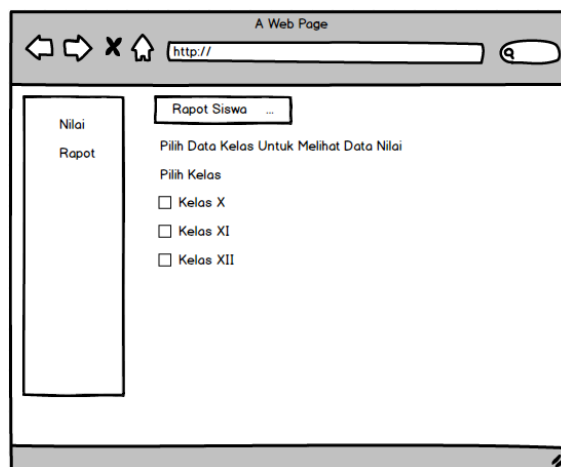 A Web Page
http://
Nilai
Rapot
Rapot Siswa ...
Pilih Data Kelas Untuk Melihat Data Nilai
Pilih Kelas
Kelas X
Kelas XI
Kelas XII